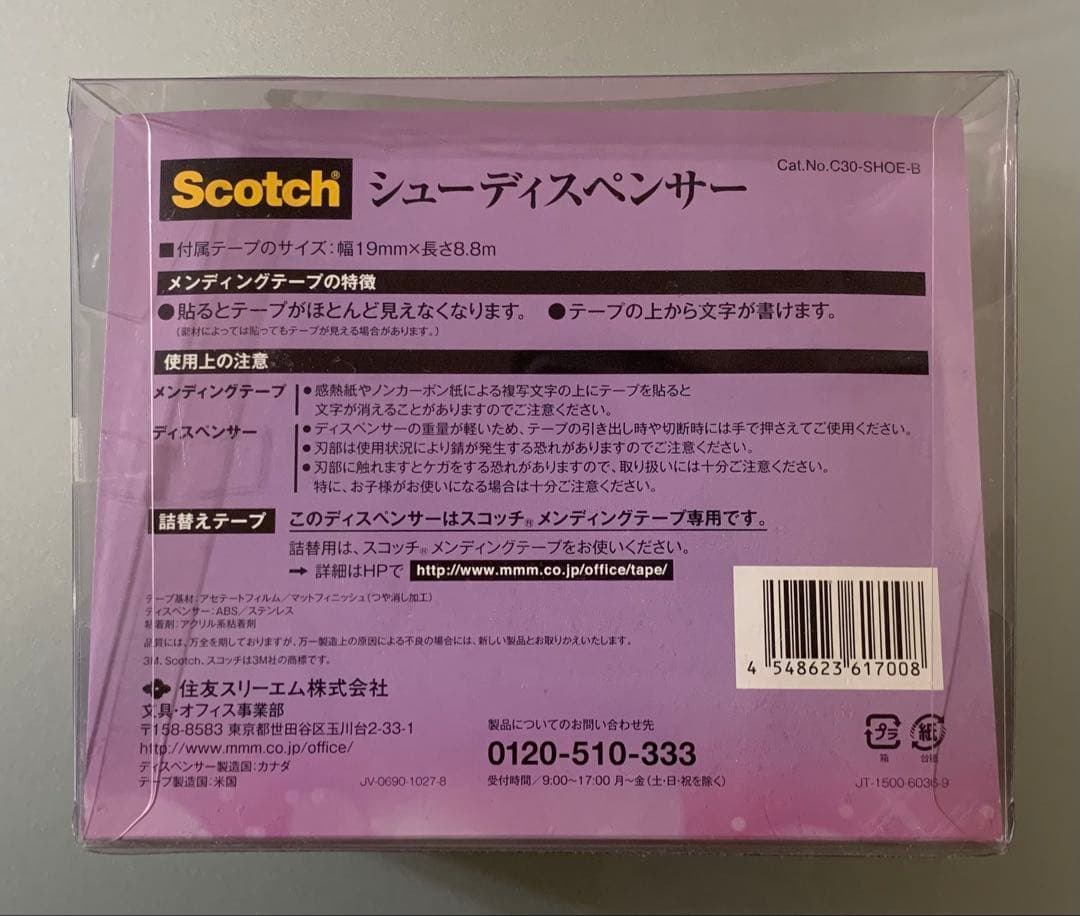 Scotch® シューディスペンサー
Cat.No.C30-SHOE-B
■付属テープのサイズ:幅19mm×長さ8.8m
メンディングテープの特徴
●貼るとテープがほとんど見えなくなります。 ●テープの上から文字が書けます。
(素材によっては貼ってもテープが見える場合があります。)
使用上の注意
メンディングテープ ●感熱紙やノンカーボン紙による複写文字の上にテープを貼ると
文字が消えることがありますのでご注意ください。
ディスペンサー ●ディスペンサーの重量が軽いため、テープの引き出し時や切断時には手で押さえてご使用ください。
●刃部は使用状況により錆が発生する恐れがありますのでご注意ください。
●刃部に触れますとケガをする恐れがありますので、取り扱いには十分ご注意ください。
特に、お子様がお使いになる場合は十分ご注意ください。
詰替えテープ このディスペンサーはスコッチ®メンディングテープ専用です。
詰替用は、スコッチ®メンディングテープをお使いください。
➞ 詳細はHPで http://www.mmm.co.jp/office/tape/
テープ基材:アセテートフィルム/マットフィニッシュ(つや消し加工)
ディスペンサー:ABS/ステンレス
粘着剤:アクリル系粘着剤
品質には、万全を期しておりますが、万一製造上の原因による不良の場合には、新しい製品とお取りかえいたします。
3M、Scotch、スコッチは3M社の商標です。
4 548623 617008
住友スリーエム株式会社
文具・オフィス事業部
〒158-8583 東京都世田谷区玉川台2-33-1
http://www.mmm.co.jp/office/
ディスペンサー製造国:カナダ
テープ製造国:米国
JV-0690-1027-8
製品についてのお問い合わせ先
0120-510-333
受付時間/9:00〜17:00 月〜金(土・日・祝を除く)
プラ 紙
箱 台紙
JT-1500-6036-9